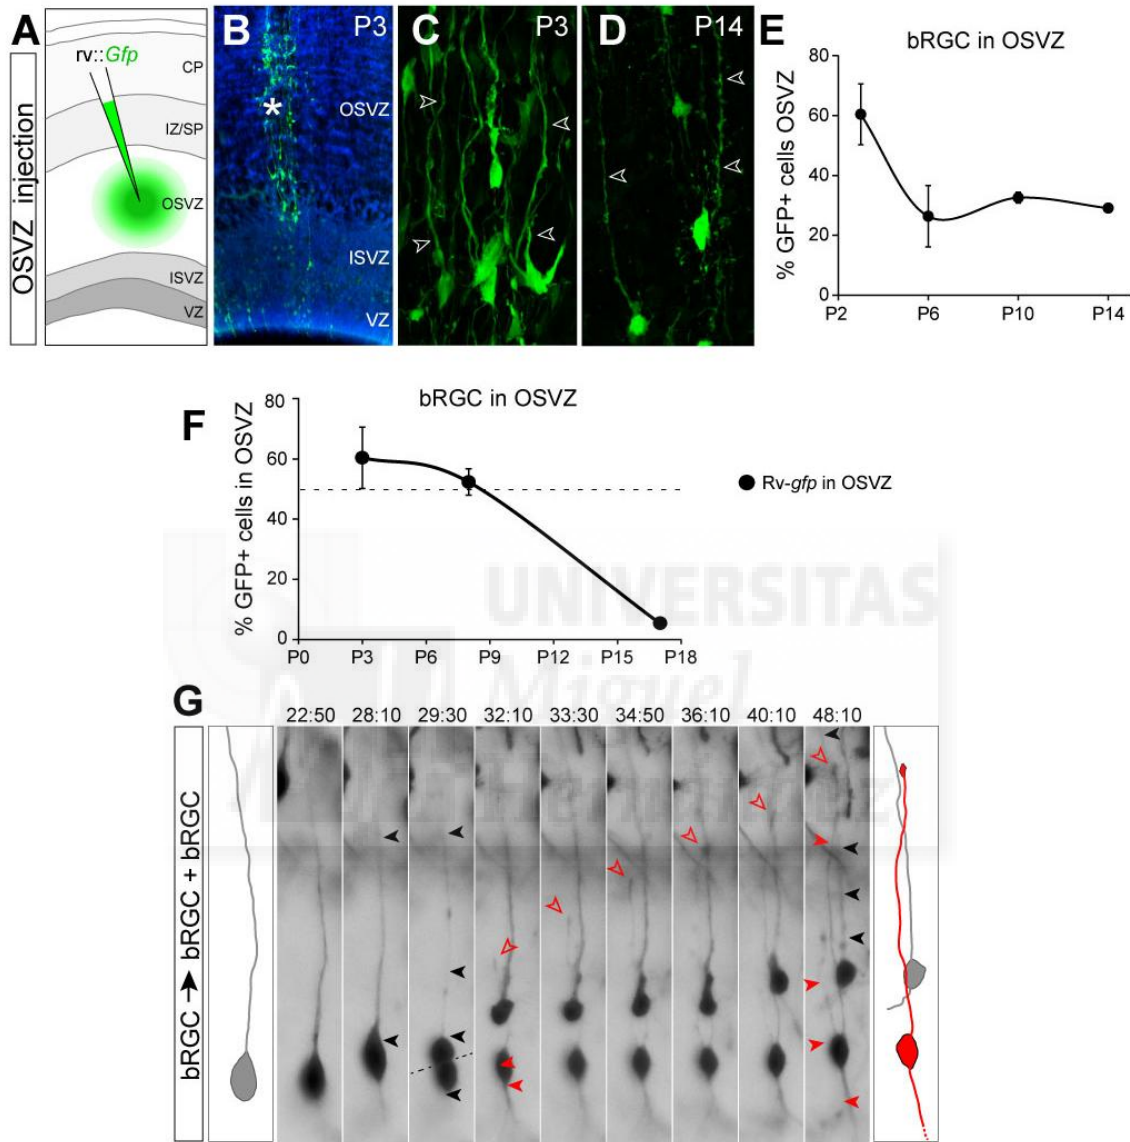 A
OSVZ injection
rv::Gfp
CP
IZ/SP
OSVZ
ISVZ
VZ
B
P3
*
OSVZ
ISVZ
VZ
C
P3
D
P14
E
bRGC in OSVZ
% GFP+ cells OSVZ
80
60
40
20
0
P2
P6
P10
P14
F
bRGC in OSVZ
% GFP+ cells in OSVZ
80
60
40
20
0
P0
P3
P6
P9
P12
P15
P18
Rv-gfp in OSVZ
UNIVERSITAS
Miguel
Hernández
G
bRGC → bRGC + bRGC
22:50
28:10
29:30
32:10
33:30
34:50
36:10
40:10
48:10